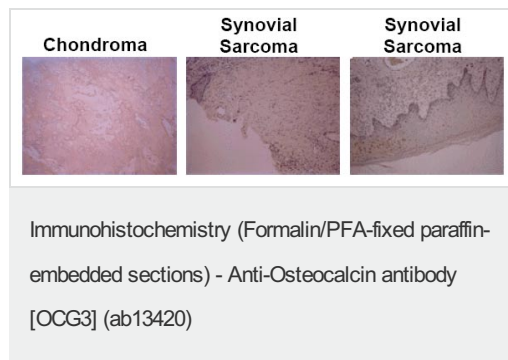 Chondroma
Synovial
Sarcoma
Synovial
Sarcoma
Immunohistochemistry (Formalin/PFA-fixed paraffin-
embedded sections) - Anti-Osteocalcin antibody
[OCG3] (ab13420)